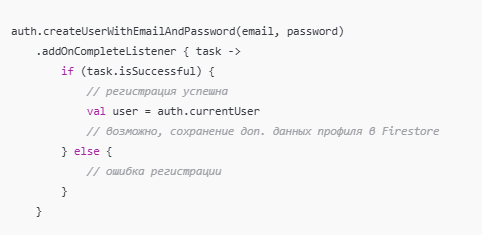 auth.createUserWithEmailAndPassword(email, password)
    .addOnCompleteListener { task ->
        if (task.isSuccessful) {
            // регистрация успешна
            val user = auth.currentUser
            // возможно, сохранение доп. данных профиля в Firestore
        } else {
            // ошибка регистрации
        }
    }